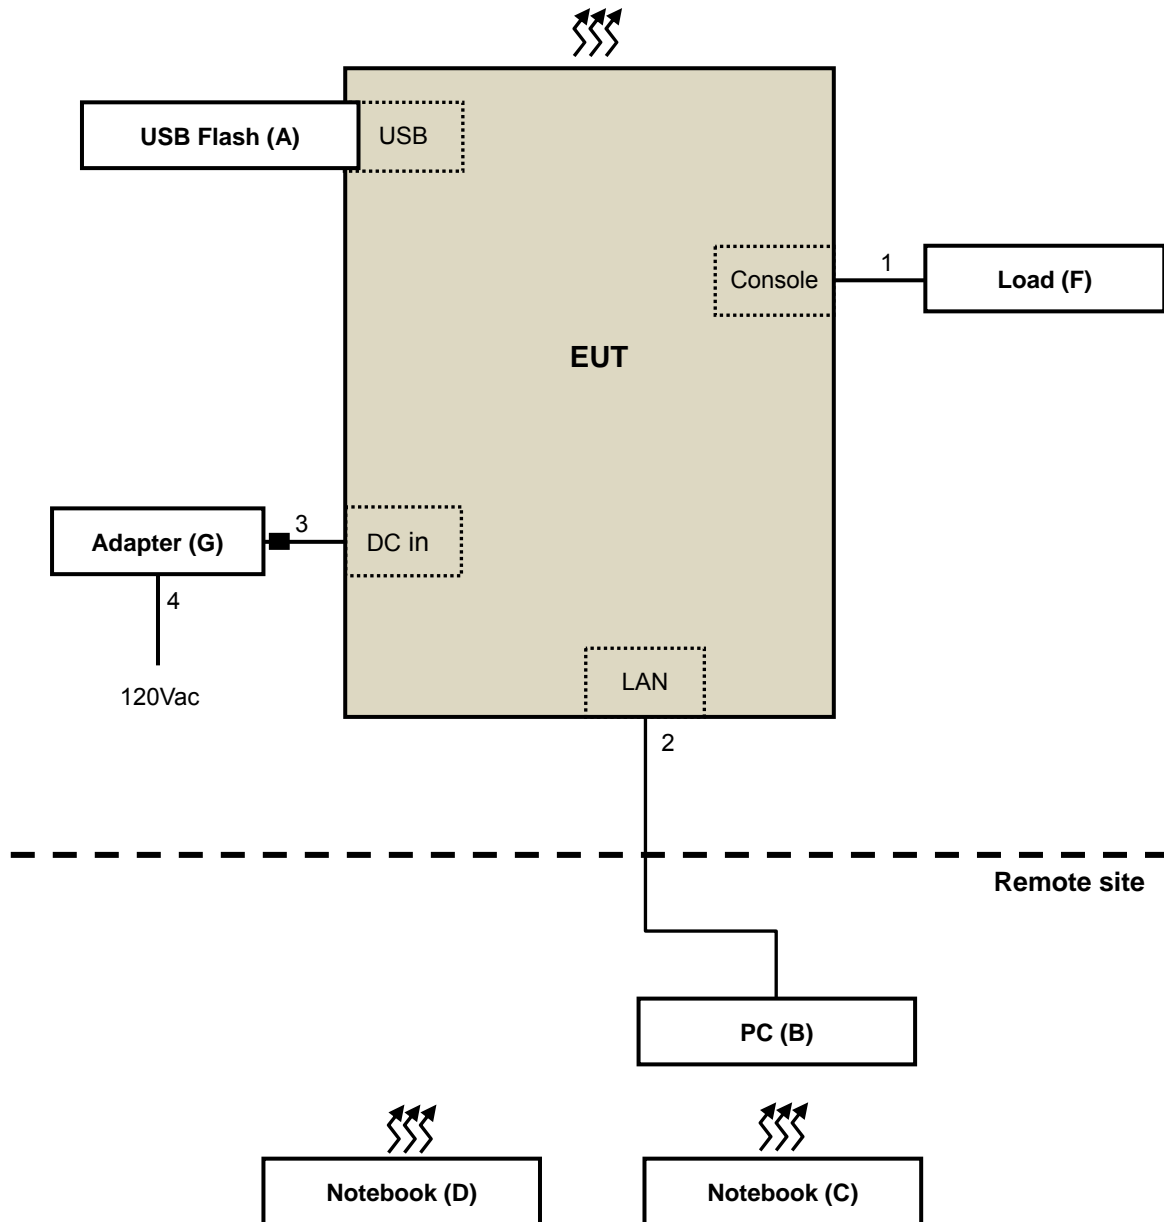 USB Flash (A)
USB
Console
1
Load (F)
EUT
Adapter (G)
3
DC in
4
120Vac
LAN
2
Remote site
PC (B)
Notebook (D)
Notebook (C)